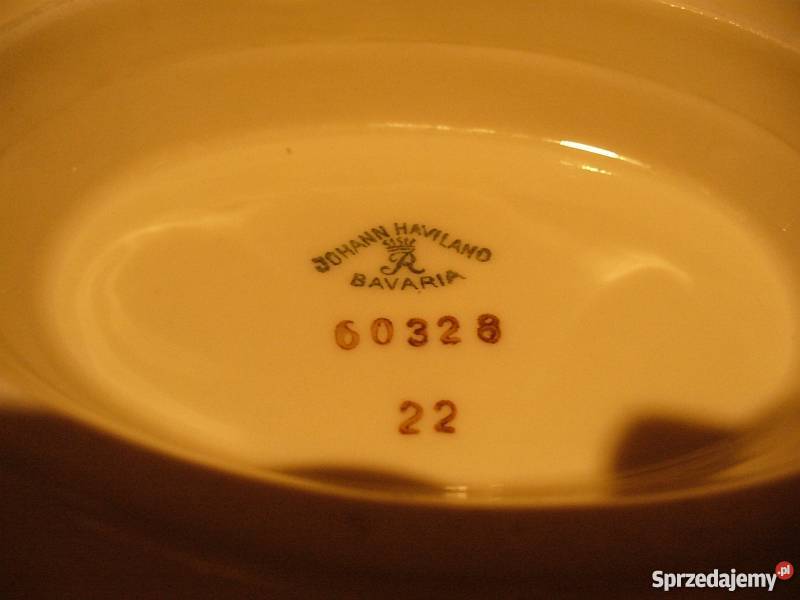 JOHANN HAVILAND
R
BAVARIA
60328
22
Sprzedajemy.pl